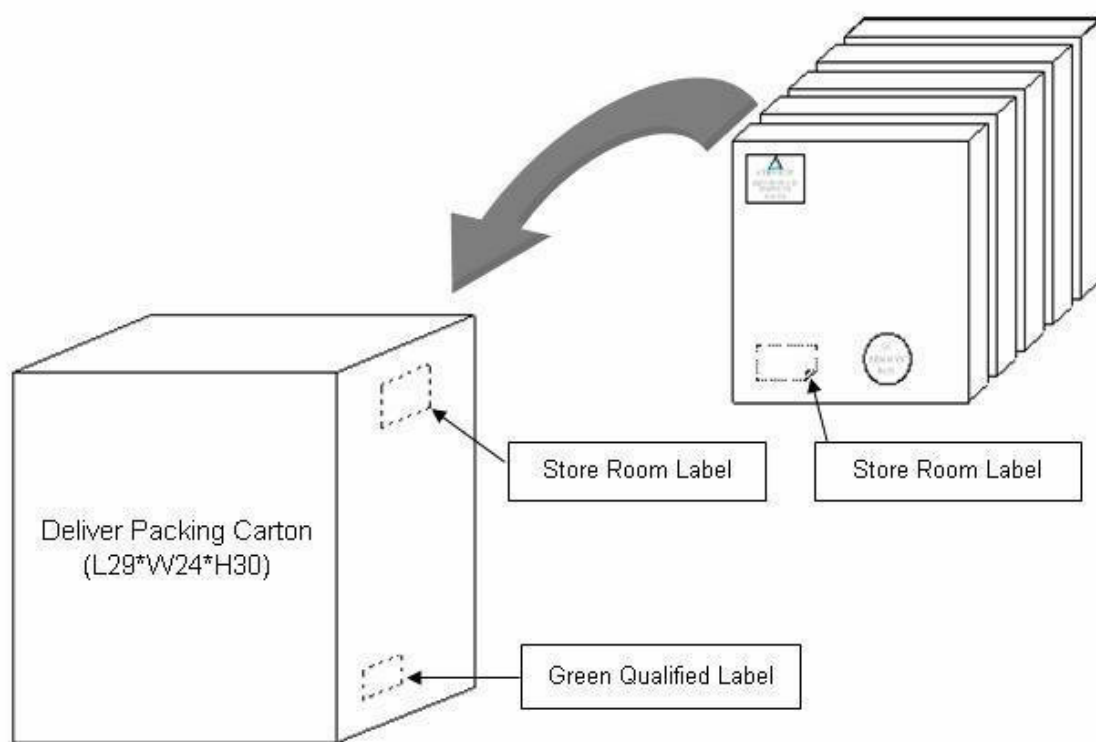 Store Room Label
Store Room Label
Deliver Packing Carton
(L29*W24*H30)
Green Qualified Label